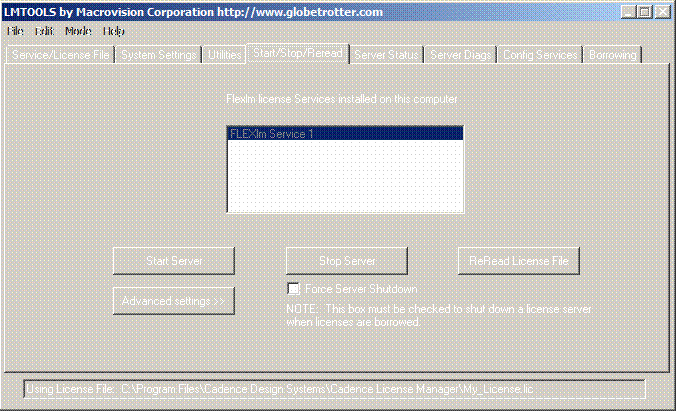 LMTOOLS by Macrovision Corporation http://www.globetrotter.com
File Edit Mode Help
Service/License File System Settings Utilities Start/Stop/Reread Server Status Server Diags Config Services Borrowing
Flexlm license Services installed on this computer
FLEXlm Service 1
Start Server Stop Server ReRead License File
Force Server Shutdown
Advanced settings >>
NOTE: This box must be checked to shut down a license server
when licenses are borrowed.
Using License File: C:\Program Files\Cadence Design Systems\Cadence License Manager\My_License.lic